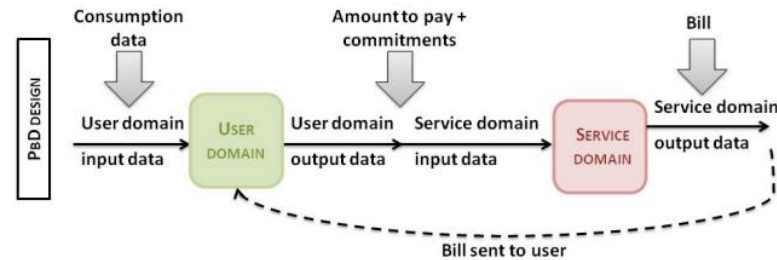 Consumption
data
Amount to pay +
commitments
Bill
PBD DESIGN
User domain
input data
USER
DOMAIN
User domain
output data
Service domain
input data
SERVICE
DOMAIN
Service domain
output data
Bill sent to user